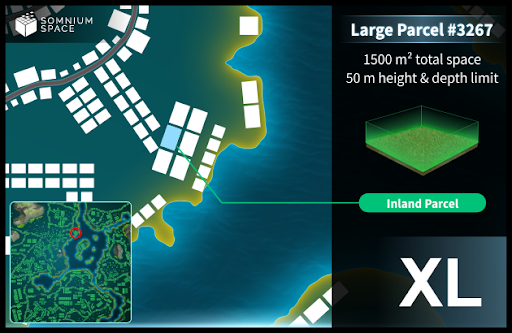 SOMNIUM
SPACE
Large Parcel #3267
1500 m² total space
50 m height & depth limit
Inland Parcel
XL